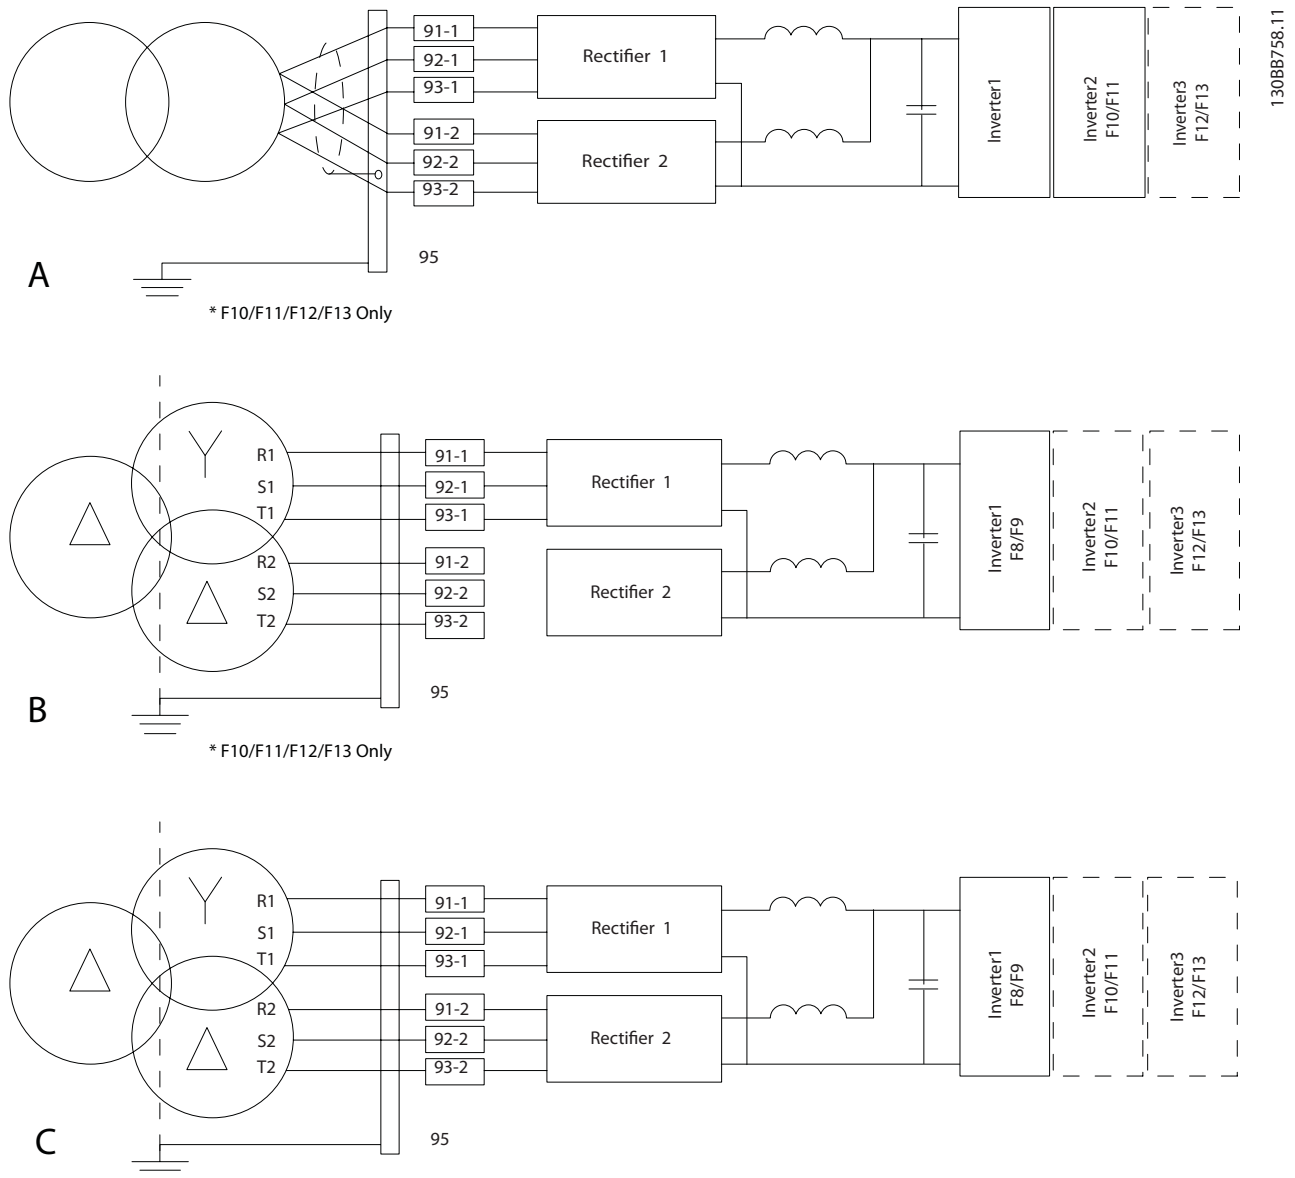 91-1
92-1
93-1
91-2
92-2
93-2
Rectifier 1
Rectifier 2
Inverter1
Inverter2
F10/F11
Inverter3
F12/F13
130BB758.11
95
A
* F10/F11/F12/F13 Only
R1
S1
T1
R2
S2
T2
91-1
92-1
93-1
91-2
92-2
93-2
Rectifier 1
Rectifier 2
Inverter1
F8/F9
Inverter2
F10/F11
Inverter3
F12/F13
95
B
* F10/F11/F12/F13 Only
R1
S1
T1
R2
S2
T2
91-1
92-1
93-1
91-2
92-2
93-2
Rectifier 1
Rectifier 2
Inverter1
F8/F9
Inverter2
F10/F11
Inverter3
F12/F13
95
C